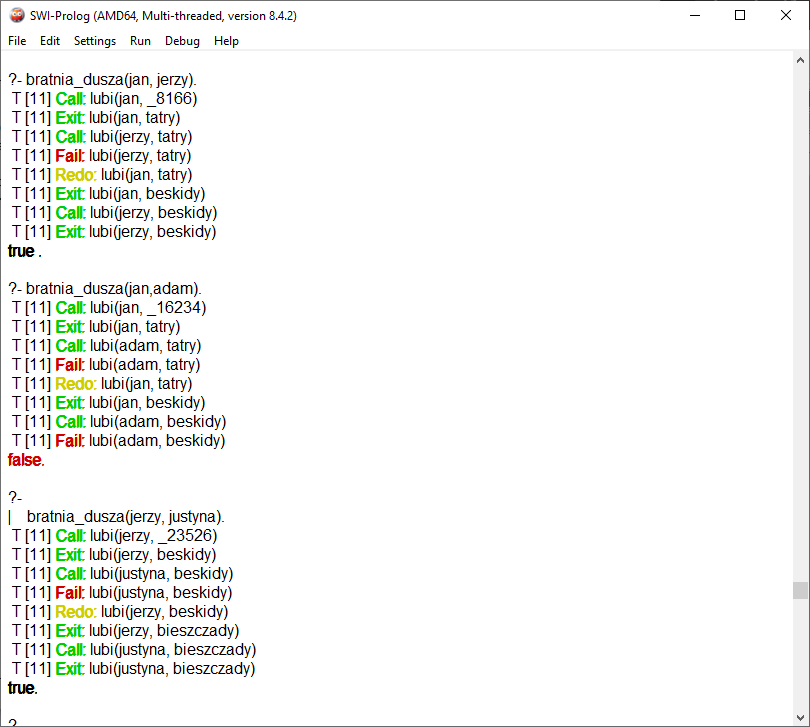 SWI-Prolog (AMD64, Multi-threaded, version 8.4.2)
File Edit Settings Run Debug Help
?- bratnia_dusza(jan, jerzy).
T [11] Call: lubi(jan, _8166)
T [11] Exit: lubi(jan, tatry)
T [11] Call: lubi(jerzy, tatry)
T [11] Fail: lubi(jerzy, tatry)
T [11] Redo: lubi(jan, tatry)
T [11] Exit: lubi(jan, beskidy)
T [11] Call: lubi(jerzy, beskidy)
T [11] Exit: lubi(jerzy, beskidy)
true .
?- bratnia_dusza(jan,adam).
T [11] Call: lubi(jan, _16234)
T [11] Exit: lubi(jan, tatry)
T [11] Call: lubi(adam, tatry)
T [11] Fail: lubi(adam, tatry)
T [11] Redo: lubi(jan, tatry)
T [11] Exit: lubi(jan, beskidy)
T [11] Call: lubi(adam, beskidy)
T [11] Fail: lubi(adam, beskidy)
false.
?-
| bratnia_dusza(jerzy, justyna).
T [11] Call: lubi(jerzy, _23526)
T [11] Exit: lubi(jerzy, beskidy)
T [11] Call: lubi(justyna, beskidy)
T [11] Fail: lubi(justyna, beskidy)
T [11] Redo: lubi(jerzy, beskidy)
T [11] Exit: lubi(jerzy, bieszczady)
T [11] Call: lubi(justyna, bieszczady)
T [11] Exit: lubi(justyna, bieszczady)
true.